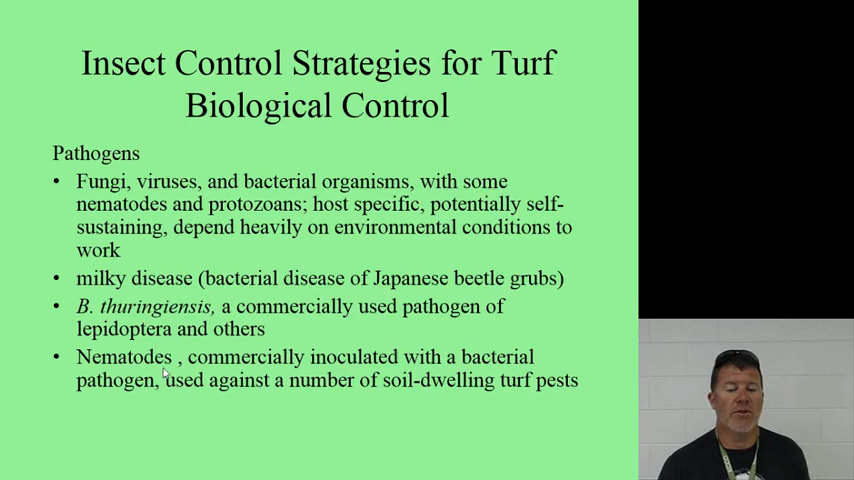 Insect Control Strategies for Turf
Biological Control
Pathogens
• Fungi, viruses, and bacterial organisms, with some
nematodes and protozoans; host specific, potentially self-
sustaining, depend heavily on environmental conditions to
work
• milky disease (bacterial disease of Japanese beetle grubs)
• B. thuringiensis, a commercially used pathogen of
lepidoptera and others
• Nematodes , commercially inoculated with a bacterial
pathogen, used against a number of soil-dwelling turf pests